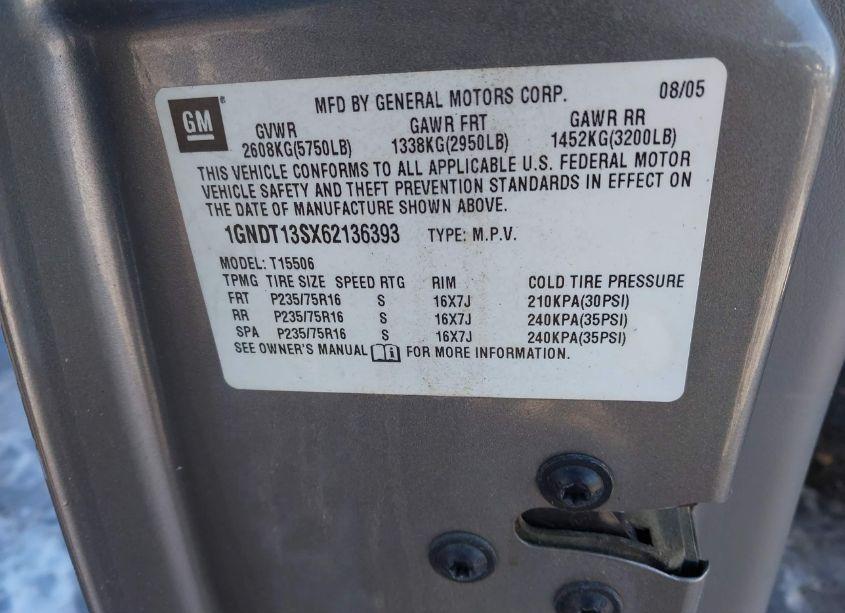 MFD BY GENERAL MOTORS CORP. 08/05
GM®
GVWR GAWR FRT GAWR RR
2608KG(5750LB) 1338KG(2950LB) 1452KG(3200LB)
THIS VEHICLE CONFORMS TO ALL APPLICABLE U.S. FEDERAL MOTOR
VEHICLE SAFETY AND THEFT PREVENTION STANDARDS IN EFFECT ON
THE DATE OF MANUFACTURE SHOWN ABOVE.
1GNDT13SX62136393 TYPE: M.P.V.
MODEL: T15506
TPMG TIRE SIZE SPEED RTG RIM COLD TIRE PRESSURE
FRT P235/75R16 S 16X7J 210KPA(30PSI)
RR P235/75R16 S 16X7J 240KPA(35PSI)
SPA P235/75R16 S 16X7J 240KPA(35PSI)
SEE OWNER'S MANUAL FOR MORE INFORMATION.